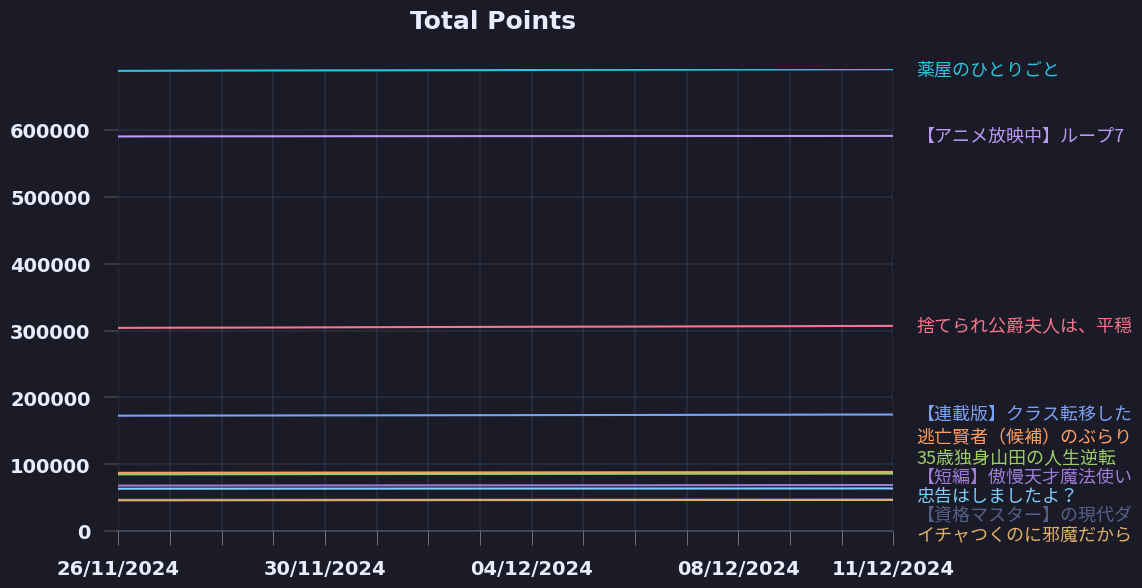 Total Points
薬屋のひとりごと
【アニメ放映中】ループ7
捨てられ公爵夫人は、平穏
【連載版】クラス転移した
逃亡賢者（候補）のぶらり
35歳独身山田の人生逆転
【短編】傲慢天才魔法使い
忠告はしましたよ？
【資格マスター】の現代ダ
イチャつくのに邪魔だから
600000
500000
400000
300000
200000
100000
0
26/11/2024 30/11/2024 04/12/2024 08/12/2024 11/12/2024